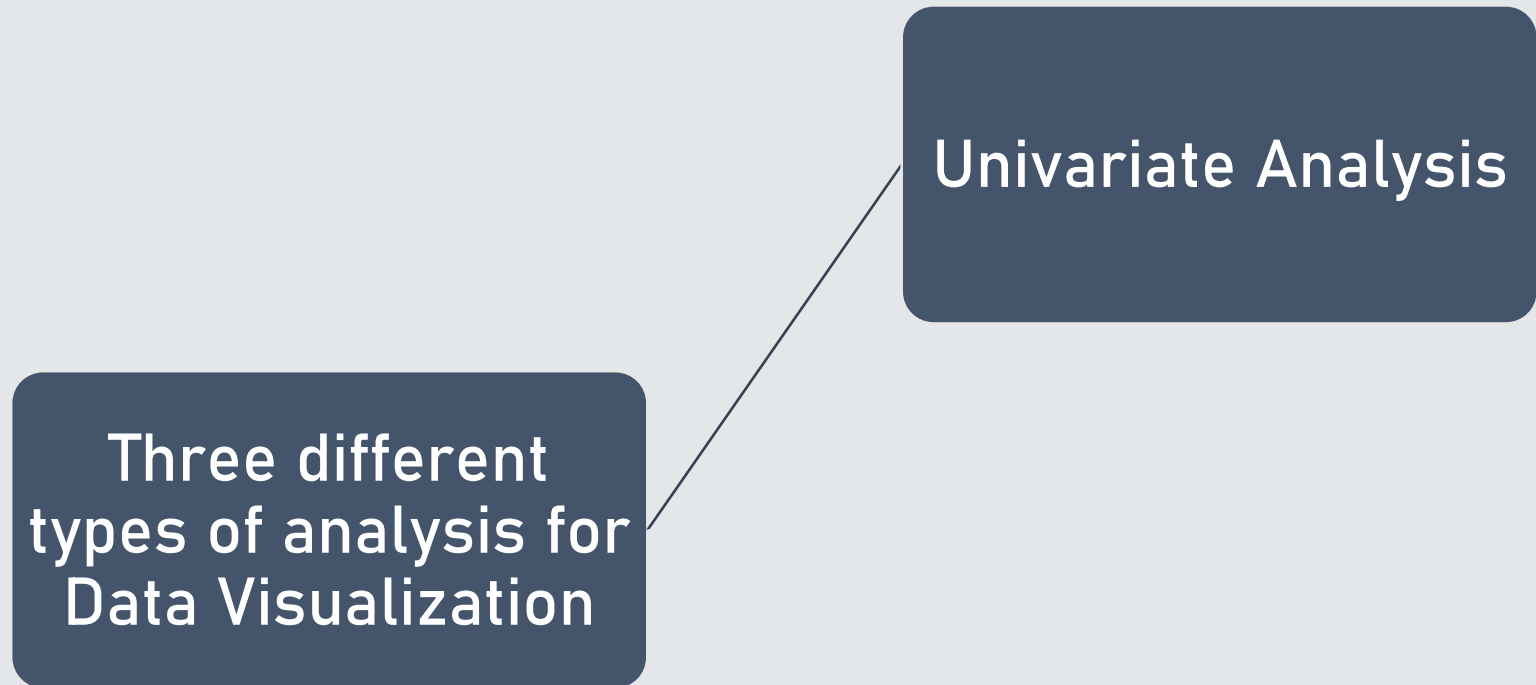 Univariate Analysis
Three different
types of analysis for
Data Visualization